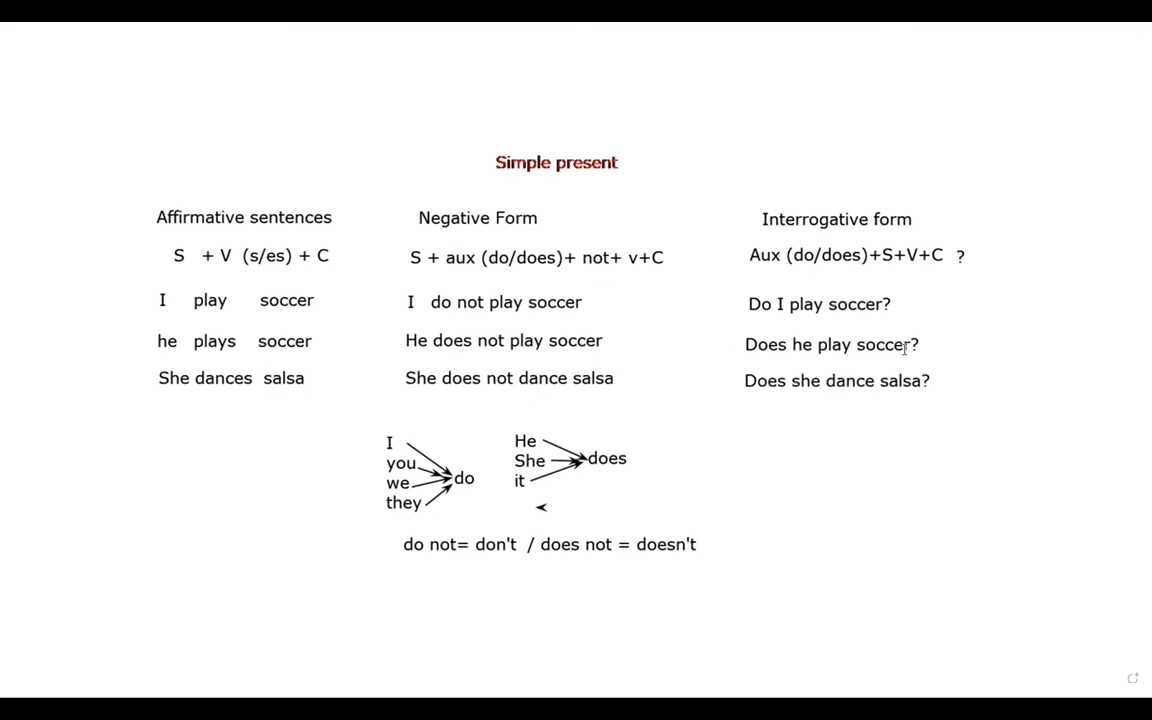 Simple present
Affirmative sentences Negative Form Interrogative form
S + V (s/es) + C S + aux (do/does)+ not+ v+C Aux (do/does)+S+V+C ?
I play soccer I do not play soccer Do I play soccer?
he plays soccer He does not play soccer Does he play soccer?
She dances salsa She does not dance salsa Does she dance salsa?
I He
you She does
we do it
they
do not= don't / does not = doesn't